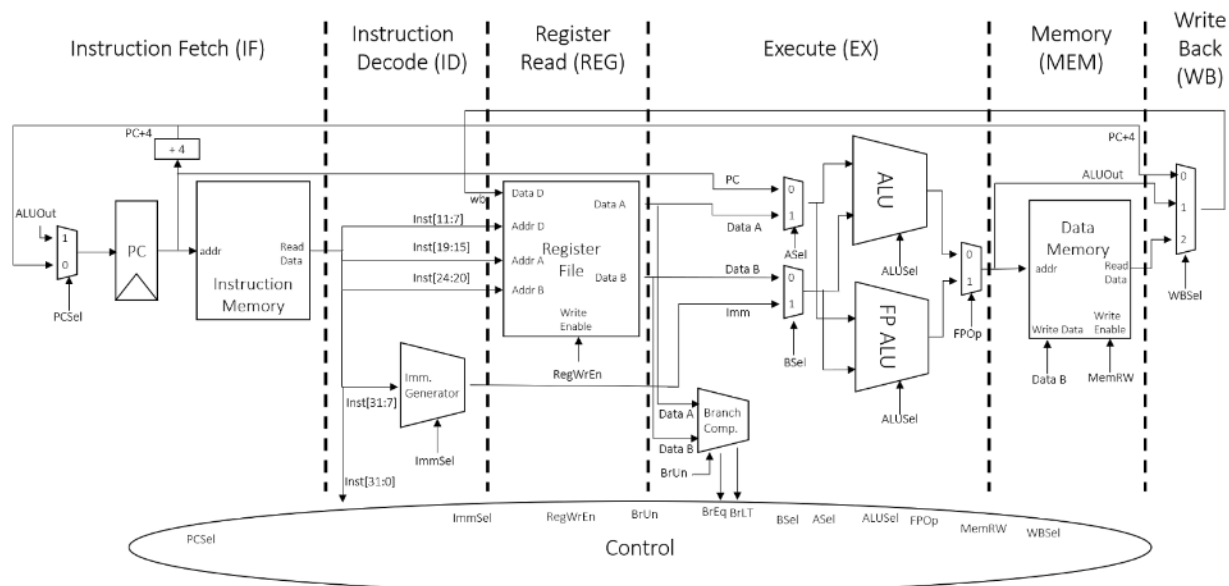 Instruction Fetch (IF)
Instruction
Decode (ID)
Register
Read (REG)
Execute (EX)
Memory
(MEM)
Write
Back
(WB)
PC+4
+ 4
PC+4
ALUOut
1
0
PCSel
PC
addr
Read
Data
Instruction
Memory
wb
Inst[11:7]
Inst[19:15]
Inst[24:20]
Inst[31:7]
Inst[31:0]
Imm.
Generator
ImmSel
Data D
Addr D
Addr A
Addr B
Data A
Data B
Register
File
Write
Enable
RegWrEn
PC
Data A
0
1
ASel
Data B
Imm
0
1
BSel
ALU
ALUSel
FP ALU
ALUSel
0
1
FPOp
Data A
Data B
Branch
Comp.
BrUn
ALUOut
Data
Memory
addr
Read
Data
Write Data
Write
Enable
Data B
MemRW
0
1
2
WBSel
PCSel
ImmSel
RegWrEn
BrUn
BrEq
BrLT
BSel
ASel
ALUSel
FPOp
MemRW
WBSel
Control